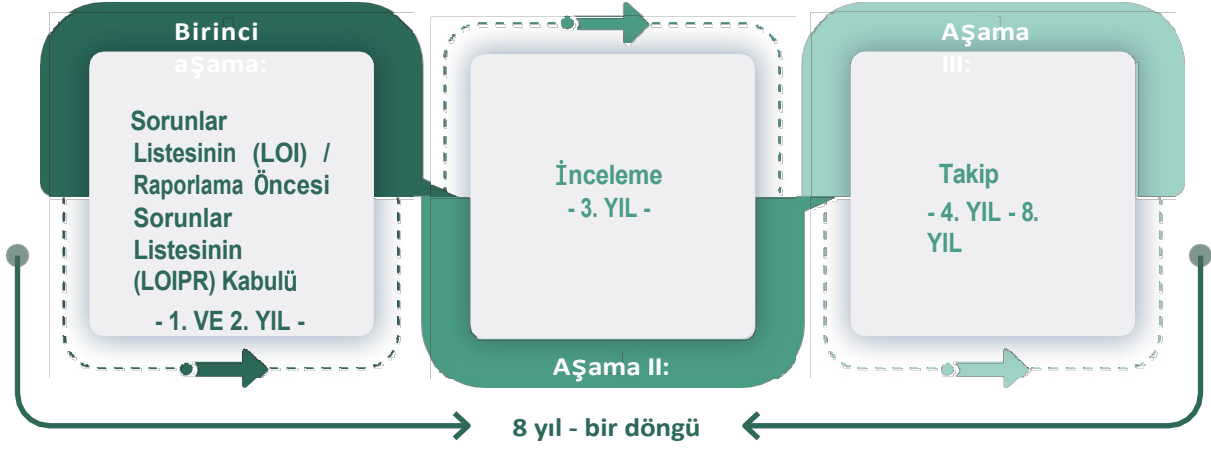 Birinci
aŞama:
Sorunlar
Listesinin (LOI) /
Raporlama Öncesi
Sorunlar
Listesinin
(LOIPR) Kabulü
- 1. VE 2. YIL -
İnceleme
- 3. YIL -
AŞama II:
AŞama
III:
Takip
- 4. YIL - 8.
YIL
8 yıl - bir döngü